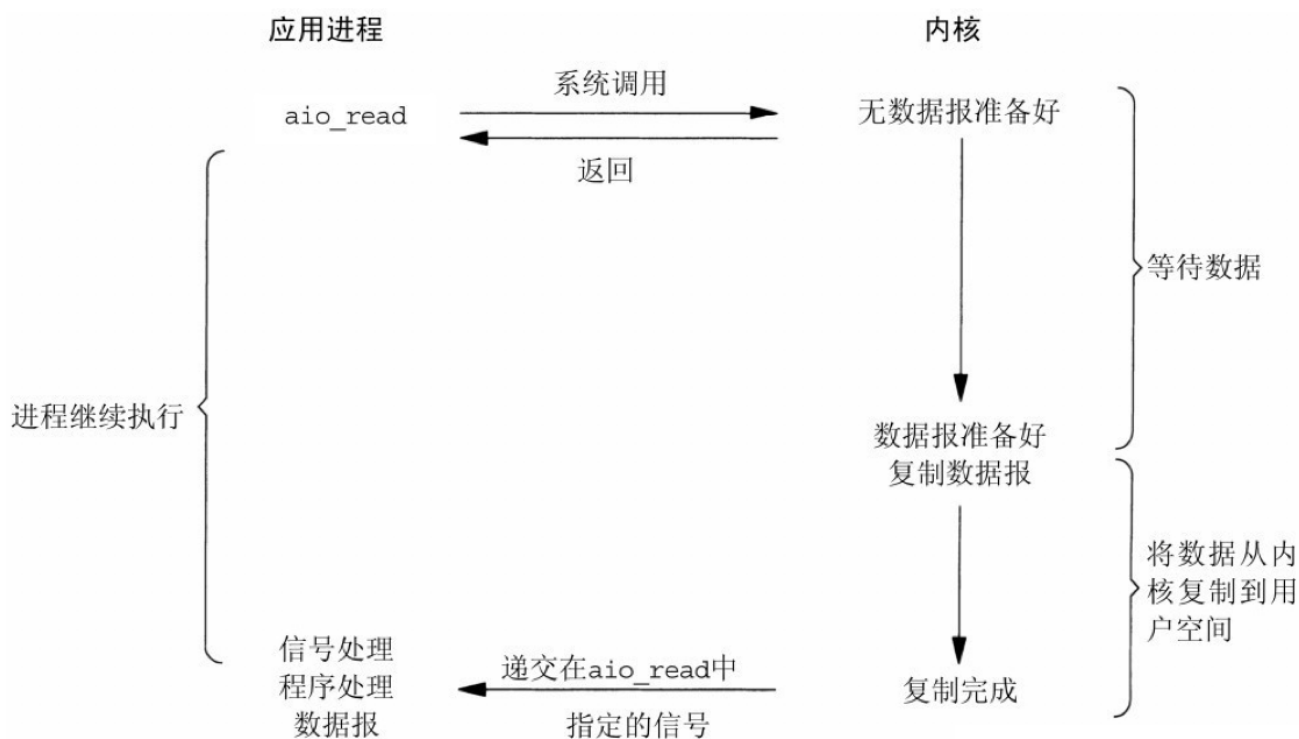 应用进程
内核
系统调用
aio_read
无数据报准备好
返回
等待数据
进程继续执行
数据报准备好
复制数据报
将数据从内
核复制到用
户空间
信号处理
程序处理
数据报
递交在aio_read中
指定的信号
复制完成